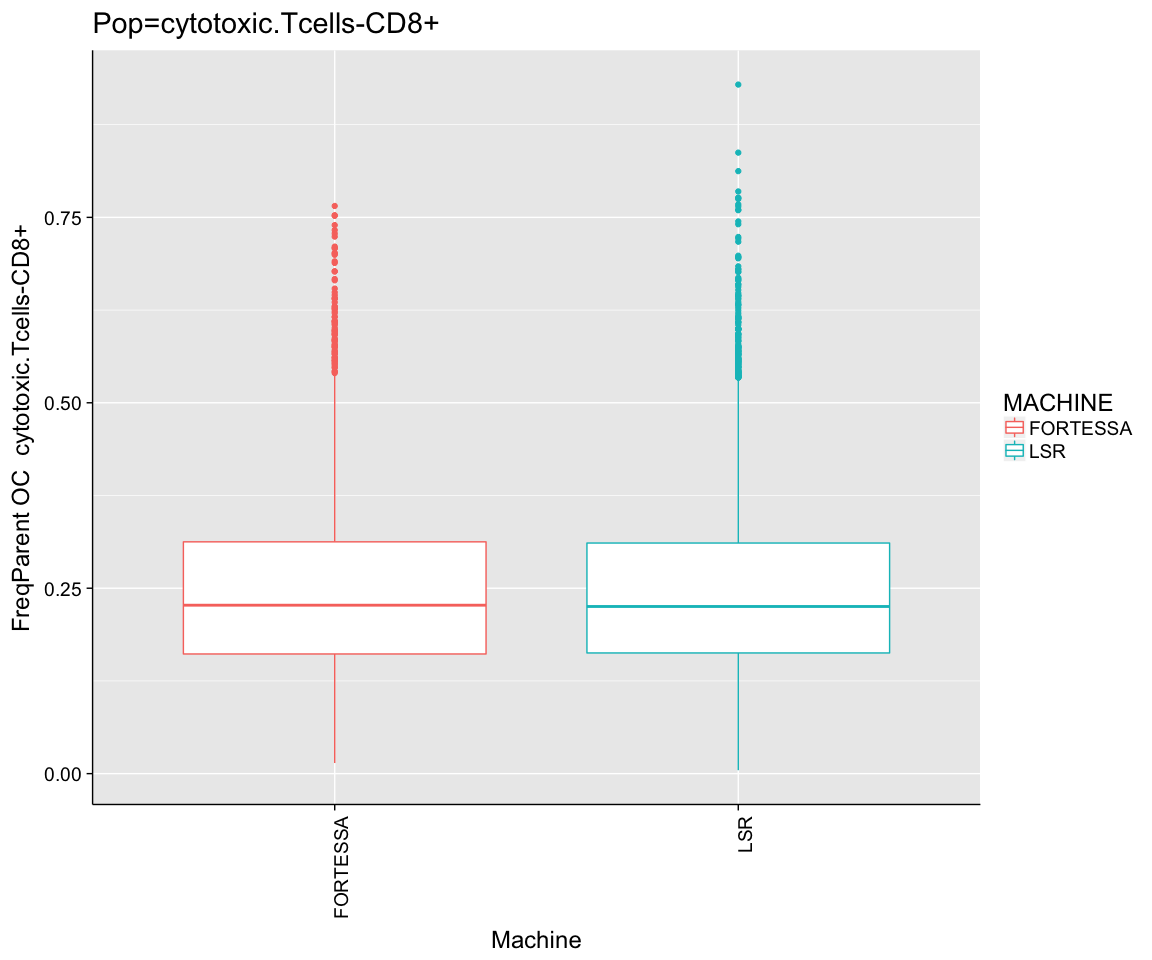 Pop=cytotoxic.Tcells-CD8+
FreqParent OC  cytotoxic.Tcells-CD8+
0.75
0.50
0.25
0.00
FORTESSA
LSR
Machine
MACHINE
FORTESSA
LSR